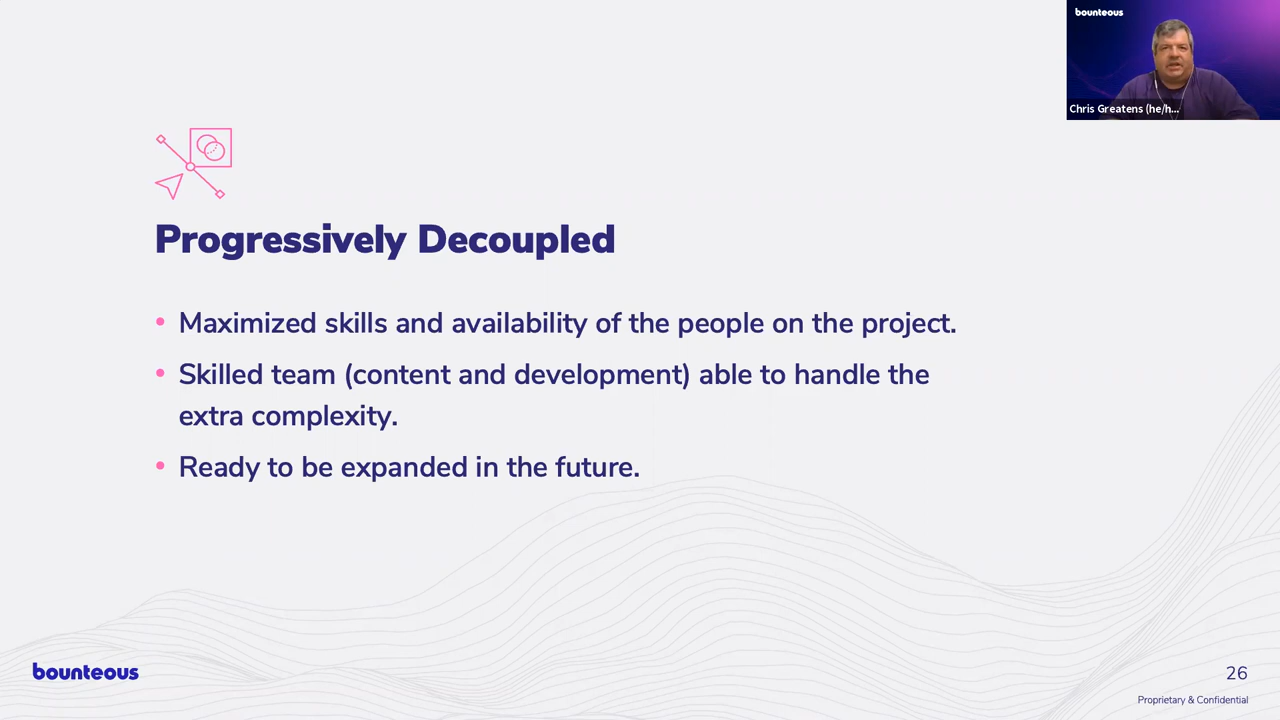 bounteous
Chris Greatens (he/h...
Progressively Decoupled
• Maximized skills and availability of the people on the project.
• Skilled team (content and development) able to handle the
extra complexity.
• Ready to be expanded in the future.
bounteous
26
Proprietary & Confidential